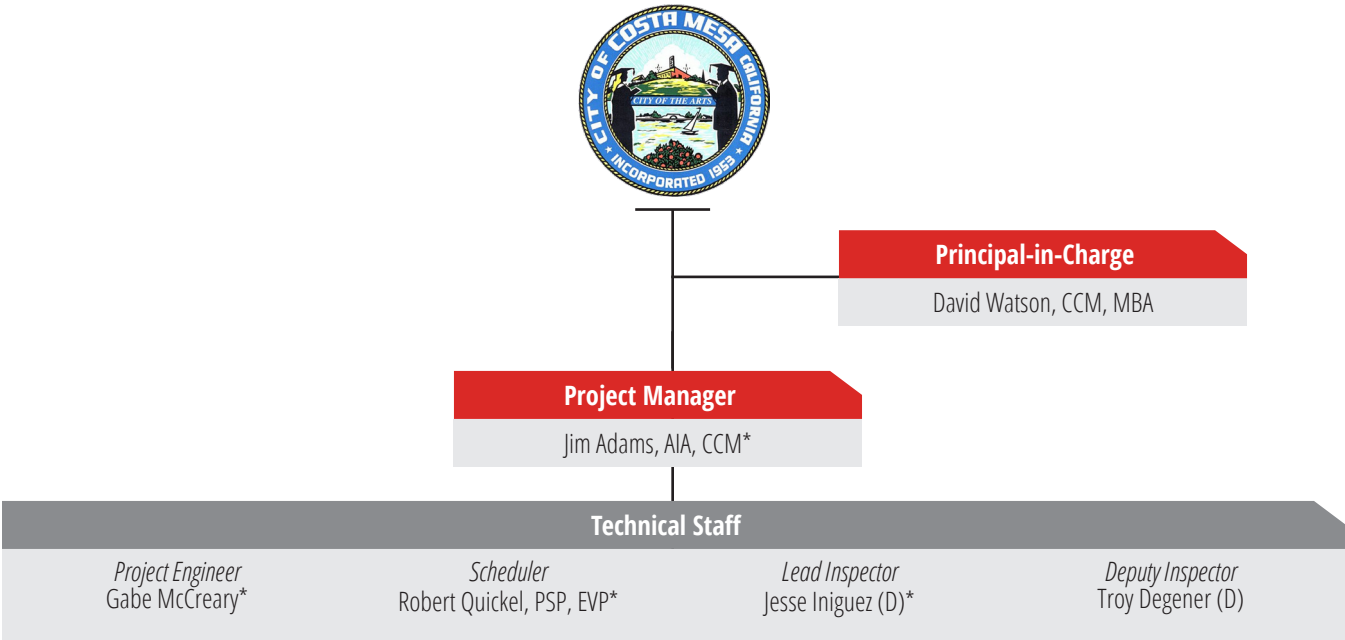 CITY OF COSTA MESA CALIFORNIA
CITY OF THE ARTS
* INCORPORATED 1953 *
Principal-in-Charge
David Watson, CCM, MBA
Project Manager
Jim Adams, AIA, CCM*
Technical Staff
Project Engineer
Gabe McCreary*
Scheduler
Robert Quickel, PSP, EVP*
Lead Inspector
Jesse Iniguez (D)*
Deputy Inspector
Troy Degener (D)